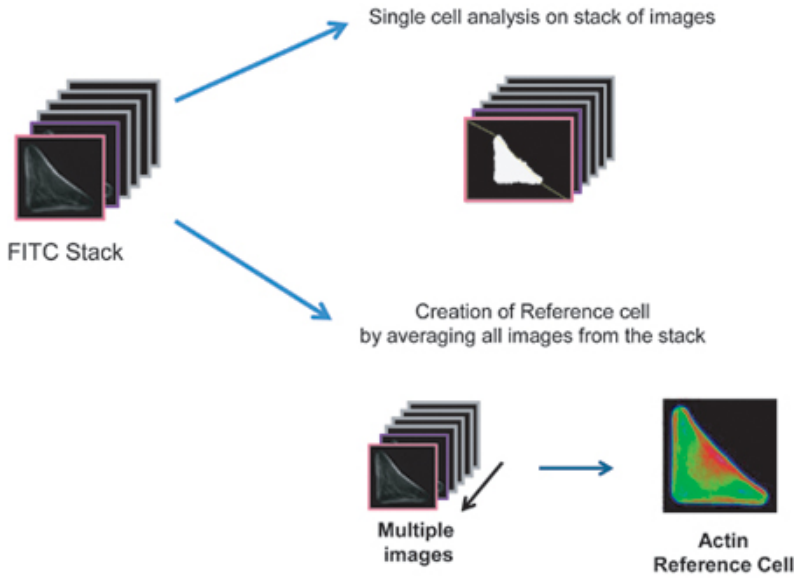 Single cell analysis on stack of images
FITC Stack
Creation of Reference cell
by averaging all images from the stack
Multiple
images
Actin
Reference Cell